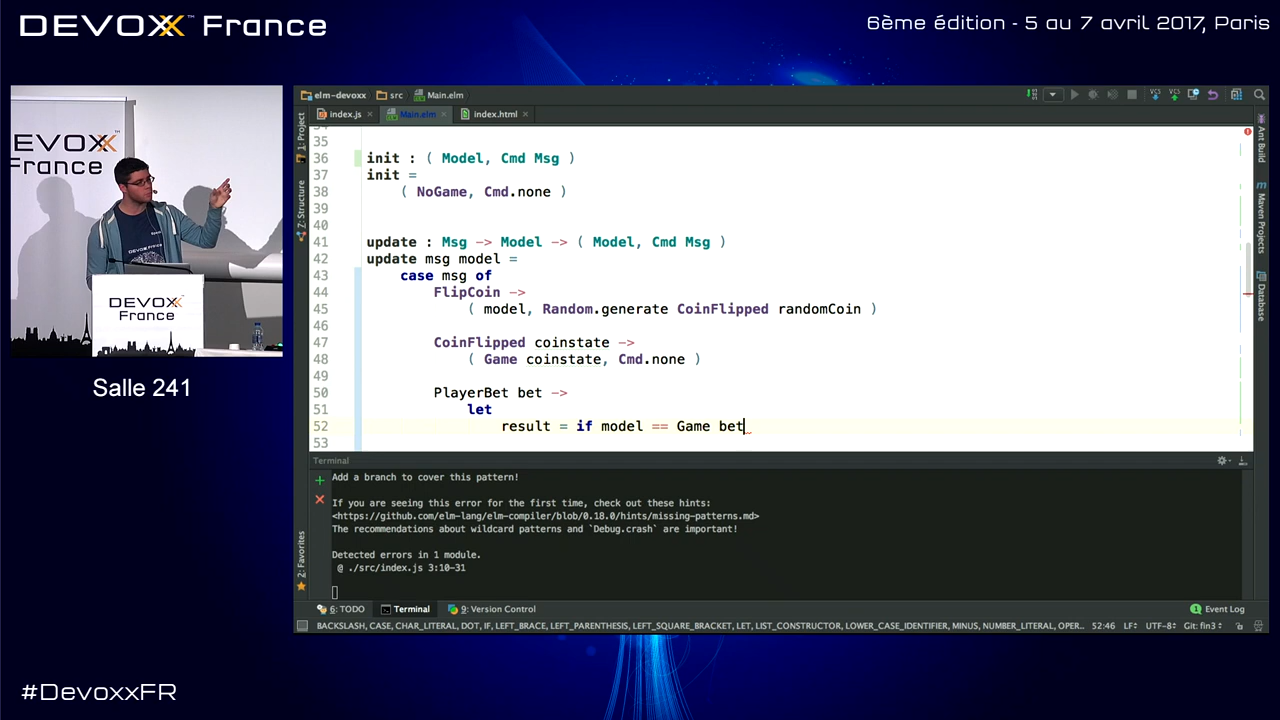 DEVOXX™ France
6ème édition - 5 au 7 avril 2017, Paris
DEVOXX™
France
DEVOXX FRANCE
DEVOXX™
France
Salle 241
#DevoxxFR
elm-devoxx
src
Main.elm
index.js
Main.elm
index.html
1: Project
Z: Structure
2: Favorites
Ant Build
Maven Projects
Database
35
36 init : ( Model, Cmd Msg )
37 init =
38 ( NoGame, Cmd.none )
39
40
41 update : Msg -> Model -> ( Model, Cmd Msg )
42 update msg model =
43 case msg of
44 FlipCoin ->
45 ( model, Random.generate CoinFlipped randomCoin )
46
47 CoinFlipped coinstate ->
48 ( Game coinstate, Cmd.none )
49
50 PlayerBet bet ->
51 let
52 result = if model == Game bet
53
Terminal
Add a branch to cover this pattern!
If you are seeing this error for the first time, check out these hints:
<https://github.com/elm-lang/elm-compiler/blob/0.18.0/hints/missing-patterns.md>
The recommendations about wildcard patterns and `Debug.crash` are important!
Detected errors in 1 module.
@ ./src/index.js 3:10-31
6: TODO
Terminal
9: Version Control
Event Log
BACKSLASH, CASE, CHAR_LITERAL, DOT, IF, LEFT_BRACE, LEFT_PARENTHESIS, LEFT_SQUARE_BRACKET, LET, LIST_CONSTRUCTOR, LOWER_CASE_IDENTIFIER, MINUS, NUMBER_LITERAL, OPER...
52:46
LF
UTF-8
Git: fin3